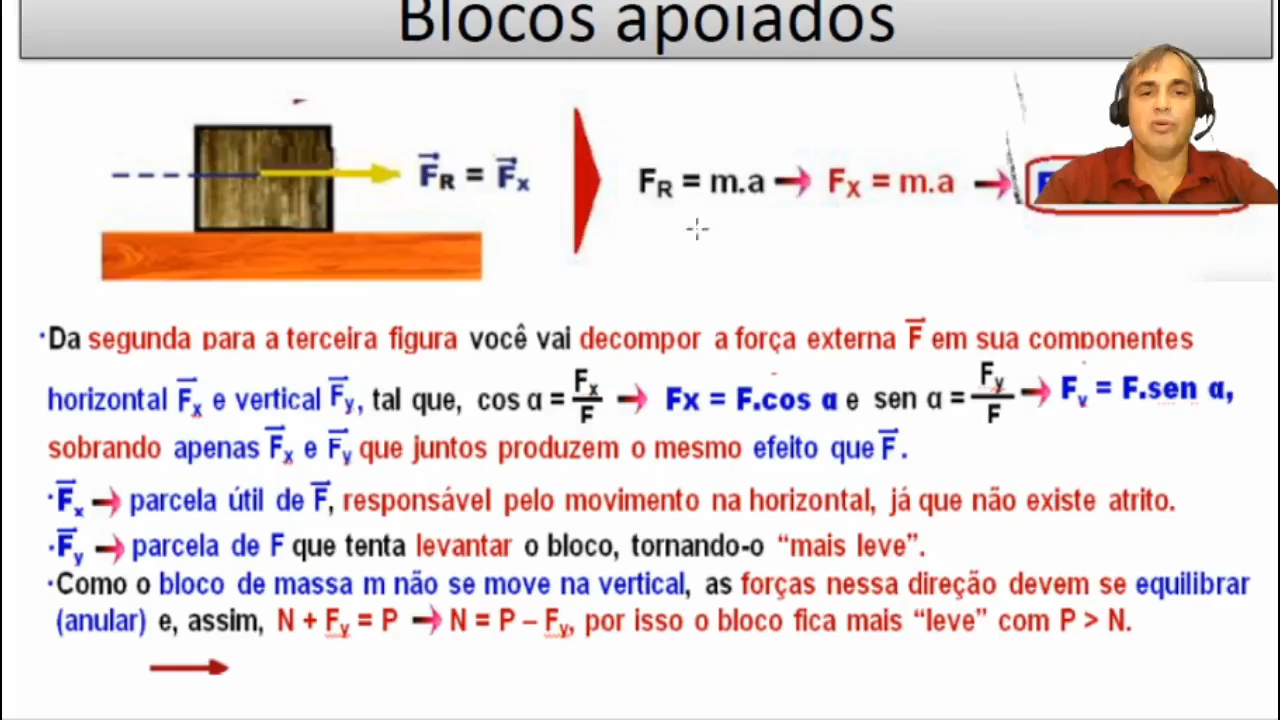 Blocos apoiados
F⃗R = F⃗x
FR = m.a → FX = m.a →
·Da segunda para a terceira figura você vai decompor a força externa F⃗ em sua componentes
horizontal F⃗x e vertical F⃗y, tal que, cos α = Fx/F → Fx = F.cos α e sen α = Fy/F → Fy = F.sen α,
sobrando apenas F⃗x e F⃗y que juntos produzem o mesmo efeito que F⃗.
·F⃗x → parcela útil de F⃗, responsável pelo movimento na horizontal, já que não existe atrito.
·F⃗y → parcela de F que tenta levantar o bloco, tornando-o “mais leve”.
·Como o bloco de massa m não se move na vertical, as forças nessa direção devem se equilibrar
(anular) e, assim, N + Fy = P → N = P – Fy, por isso o bloco fica mais “leve” com P > N.